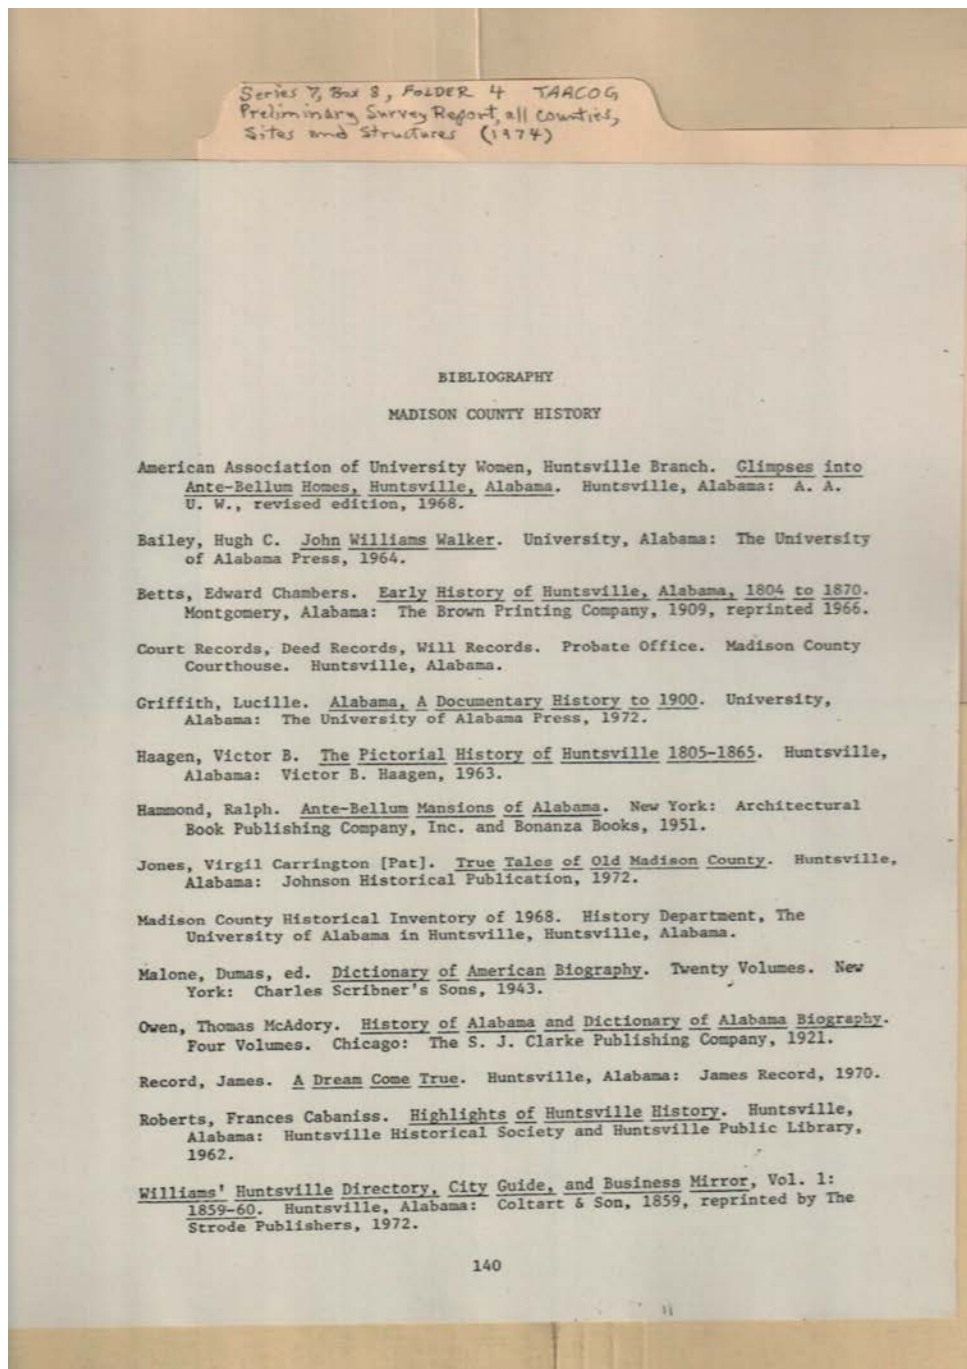 Series 7, Box 8, FOLDER 4 TARCOG
Preliminary Survey Report, all counties,
Sites and Structures (1974)
BIBLIOGRAPHY
MADISON COUNTY HISTORY
American Association of University Women, Huntsville Branch. Glimpses into
Ante-Bellum Homes, Huntsville, Alabama. Huntsville, Alabama: A. A.
U. W., revised edition, 1968.
Bailey, Hugh C. John Williams Walker. University, Alabama: The University
of Alabama Press, 1964.
Betts, Edward Chambers. Early History of Huntsville, Alabama, 1804 to 1870.
Montgomery, Alabama: The Brown Printing Company, 1909, reprinted 1966.
Court Records, Deed Records, Will Records. Probate Office. Madison County
Courthouse. Huntsville, Alabama.
Griffith, Lucille. Alabama, A Documentary History to 1900. University,
Alabama: The University of Alabama Press, 1972.
Haagen, Victor B. The Pictorial History of Huntsville 1805-1865. Huntsville,
Alabama: Victor B. Haagen, 1963.
Hammond, Ralph. Ante-Bellum Mansions of Alabama. New York: Architectural
Book Publishing Company, Inc. and Bonanza Books, 1951.
Jones, Virgil Carrington [Pat]. True Tales of Old Madison County. Huntsville,
Alabama: Johnson Historical Publication, 1972.
Madison County Historical Inventory of 1968. History Department, The
University of Alabama in Huntsville, Huntsville, Alabama.
Malone, Dumas, ed. Dictionary of American Biography. Twenty Volumes. New
York: Charles Scribner's Sons, 1943.
Owen, Thomas McAdory. History of Alabama and Dictionary of Alabama Biography.
Four Volumes. Chicago: The S. J. Clarke Publishing Company, 1921.
Record, James. A Dream Come True. Huntsville, Alabama: James Record, 1970.
Roberts, Frances Cabaniss. Highlights of Huntsville History. Huntsville,
Alabama: Huntsville Historical Society and Huntsville Public Library,
1962.
Williams' Huntsville Directory, City Guide, and Business Mirror, Vol. 1:
1859-60. Huntsville, Alabama: Coltart & Son, 1859, reprinted by The
Strode Publishers, 1972.
140